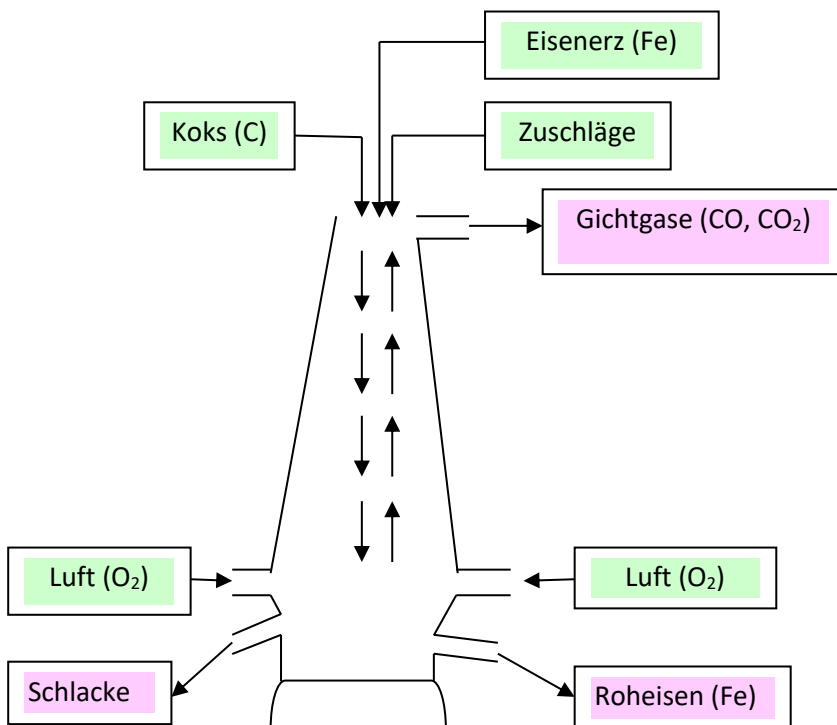 Eisenerz (Fe)
Koks (C)
Zuschläge
Gichtgase (CO, CO₂)
Luft (O₂)
Luft (O₂)
Schlacke
Roheisen (Fe)